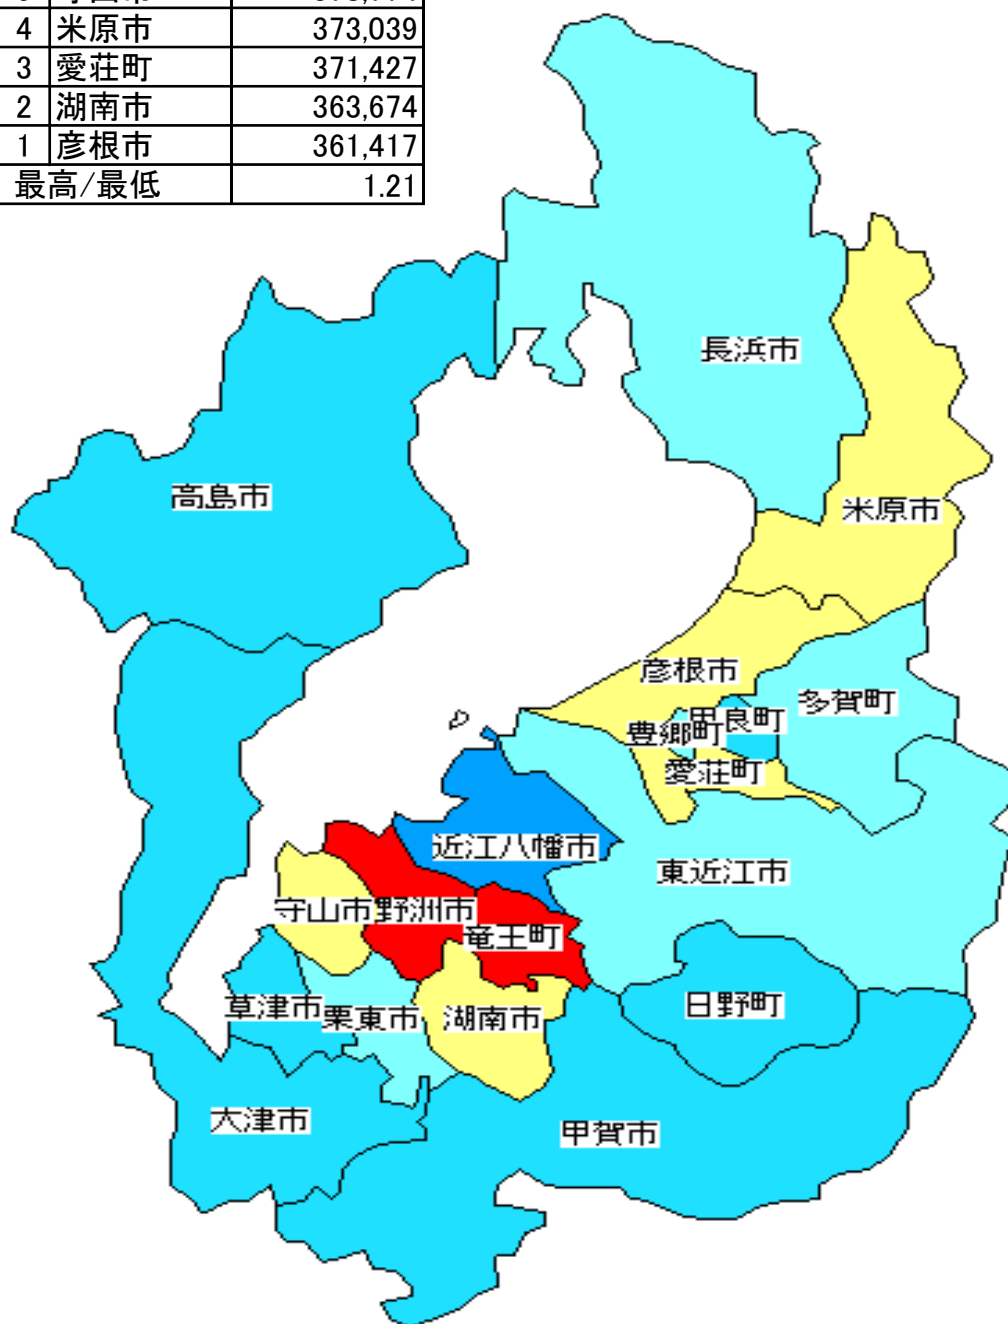 4 米原市 373,039
3 愛荘町 371,427
2 湖南市 363,674
1 彦根市 361,417
最高/最低 1.21
長浜市
高島市
米原市
彦根市
多賀町
甲良町
豊郷町
愛荘町
近江八幡市
東近江市
守山市
野洲市
竜王町
日野町
草津市
栗東市
湖南市
大津市
甲賀市